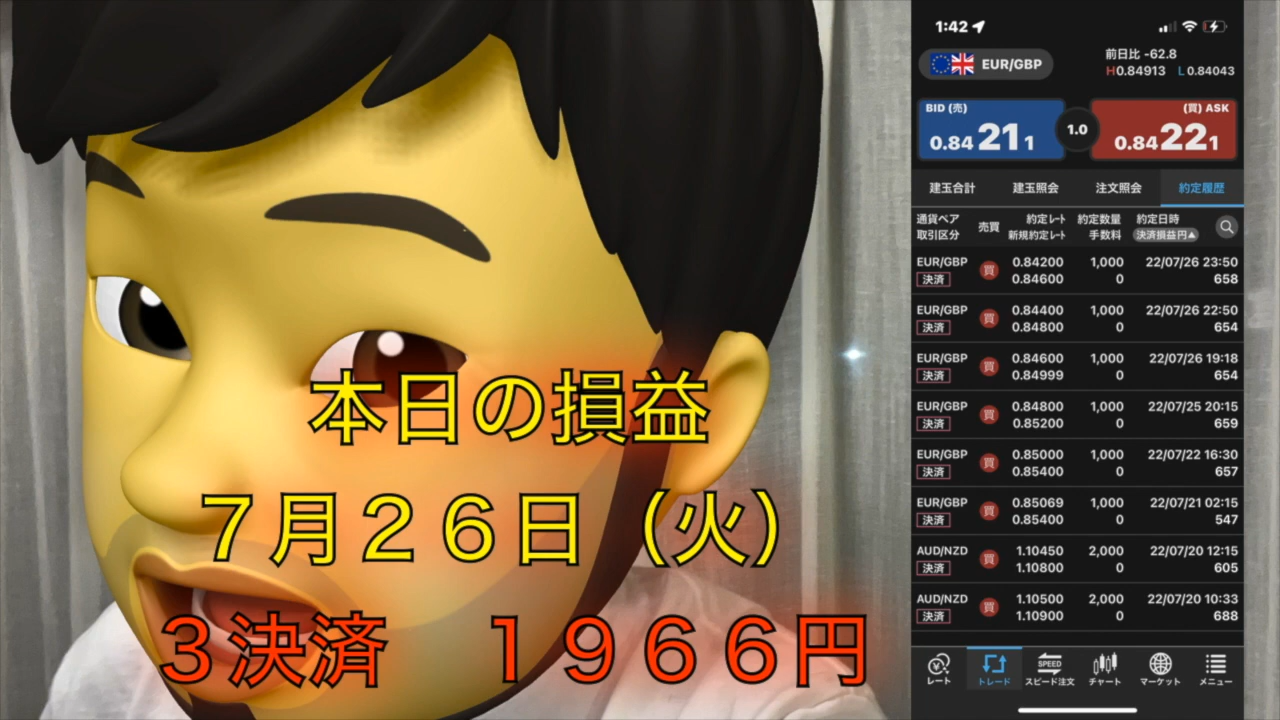 本日の損益
7月26日（火）
3決済　1966円
1:42
EUR/GBP
前日比 -62.8
H0.84913 L0.84043
BID (売)
0.84 21 1
1.0
(買) ASK
0.84 22 1
建玉合計 建玉照会 注文照会 約定履歴
通貨ペア 売買 約定レート 約定数量 約定日時
取引区分 新規約定レート 手数料 決済損益円▲
EUR/GBP 買 0.84200 1,000 22/07/26 23:50
決済 0.84600 0 658
EUR/GBP 買 0.84400 1,000 22/07/26 22:50
決済 0.84800 0 654
EUR/GBP 買 0.84600 1,000 22/07/26 19:18
決済 0.84999 0 654
EUR/GBP 買 0.84800 1,000 22/07/25 20:15
決済 0.85200 0 659
EUR/GBP 買 0.85000 1,000 22/07/22 16:30
決済 0.85400 0 657
EUR/GBP 買 0.85069 1,000 22/07/21 02:15
決済 0.85400 0 547
AUD/NZD 買 1.10450 2,000 22/07/20 12:15
決済 1.10800 0 605
AUD/NZD 買 1.10500 2,000 22/07/20 10:33
決済 1.10900 0 688
SPEED
レート トレード スピード注文 チャート マーケット メニュー